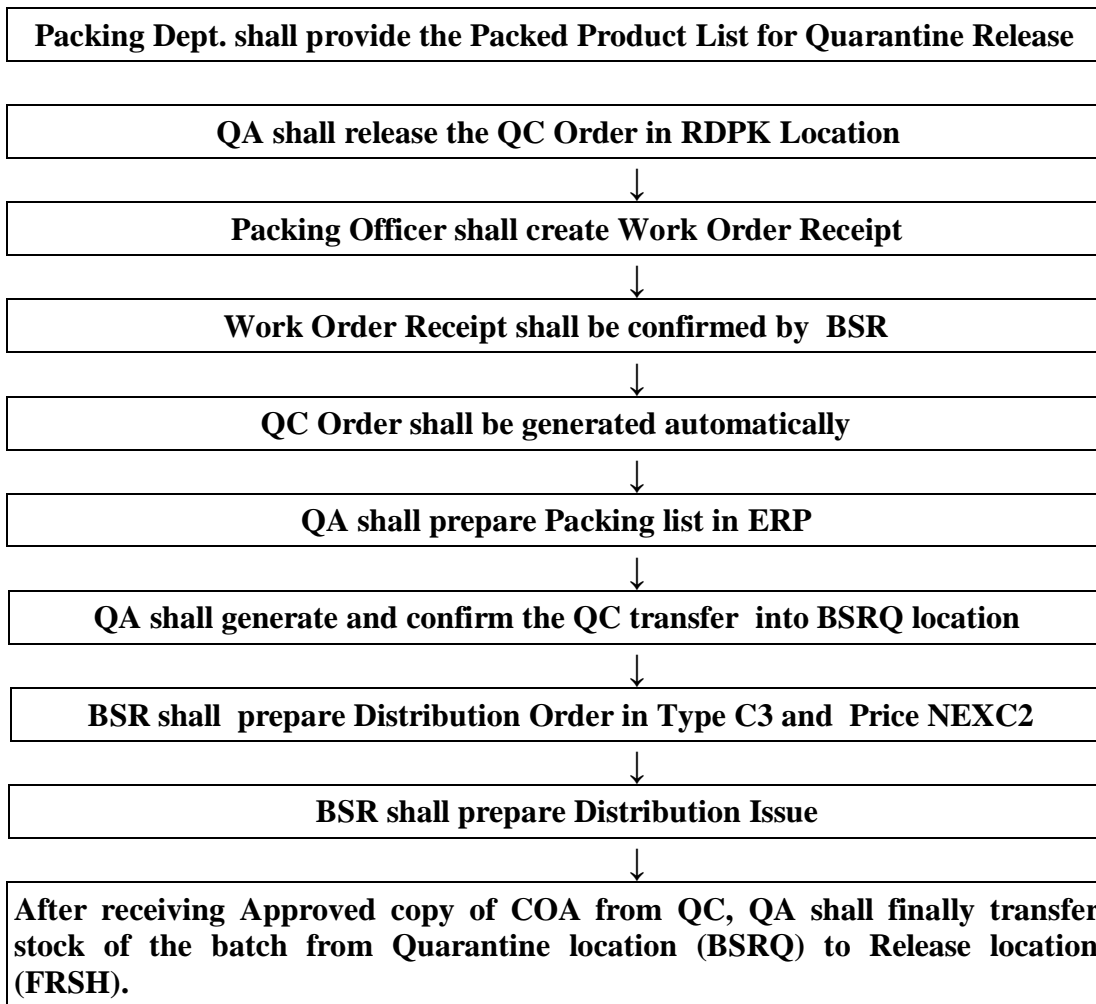 Packing Dept. shall provide the Packed Product List for Quarantine Release
QA shall release the QC Order in RDPK Location
↓
Packing Officer shall create Work Order Receipt
↓
Work Order Receipt shall be confirmed by BSR
↓
QC Order shall be generated automatically
↓
QA shall prepare Packing list in ERP
↓
QA shall generate and confirm the QC transfer into BSRQ location
↓
BSR shall prepare Distribution Order in Type C3 and Price NEXC2
↓
BSR shall prepare Distribution Issue
↓
After receiving Approved copy of COA from QC, QA shall finally transfer
stock of the batch from Quarantine location (BSRQ) to Release location
(FRSH).